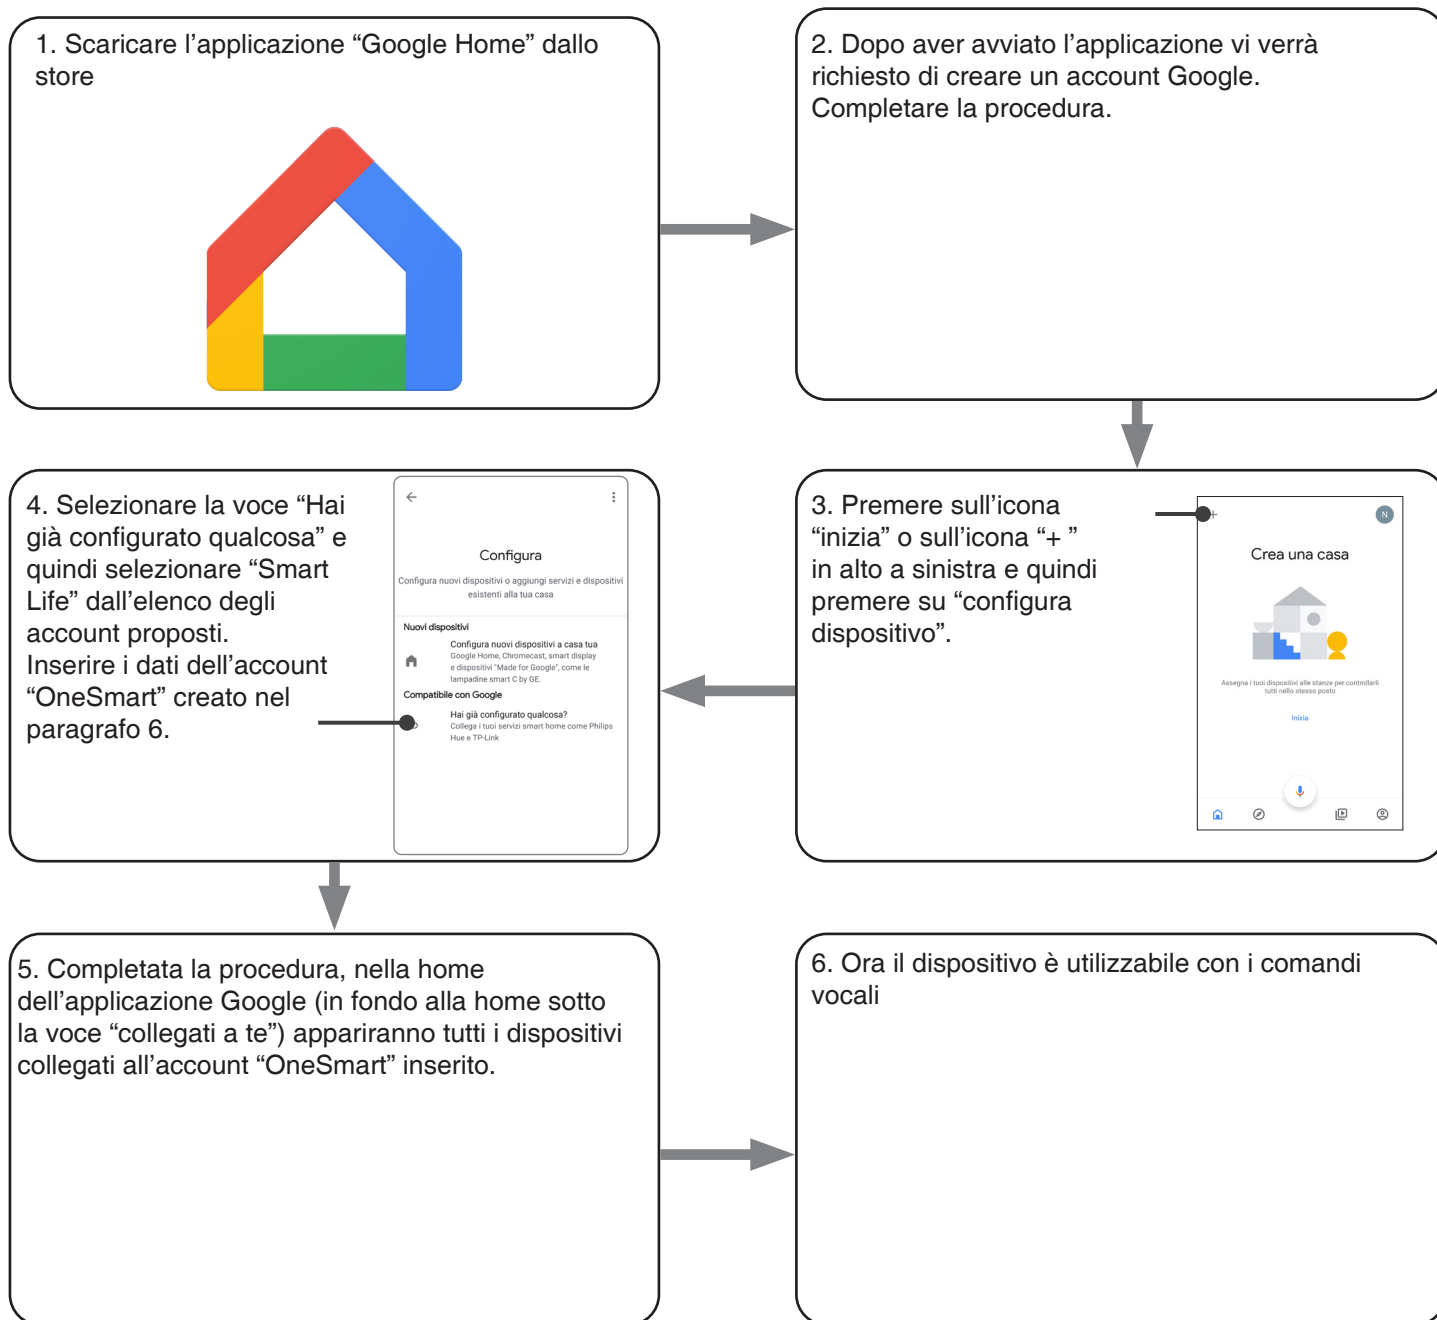 1. Scaricare l’applicazione “Google Home” dallo
store
2. Dopo aver avviato l’applicazione vi verrà
richiesto di creare un account Google.
Completare la procedura.
3. Premere sull’icona
“inizia” o sull’icona “+ ”
in alto a sinistra e quindi
premere su “configura
dispositivo”.
N
Crea una casa
Assegna i tuoi dispositivi alle stanze per controllarli
tutti nello stesso posto
Inizia
4. Selezionare la voce “Hai
già configurato qualcosa” e
quindi selezionare “Smart
Life” dall’elenco degli
account proposti.
Inserire i dati dell’account
“OneSmart” creato nel
paragrafo 6.
Configura
Configura nuovi dispositivi o aggiungi servizi e dispositivi
esistenti alla tua casa
Nuovi dispositivi
Configura nuovi dispositivi a casa tua
Google Home, Chromecast, smart display
e dispositivi "Made for Google", come le
lampadine smart C by GE.
Compatibile con Google
Hai già configurato qualcosa?
Collega i tuoi servizi smart home come Philips
Hue e TP-Link
5. Completata la procedura, nella home
dell’applicazione Google (in fondo alla home sotto
la voce “collegati a te”) appariranno tutti i dispositivi
collegati all’account “OneSmart” inserito.
6. Ora il dispositivo è utilizzabile con i comandi
vocali